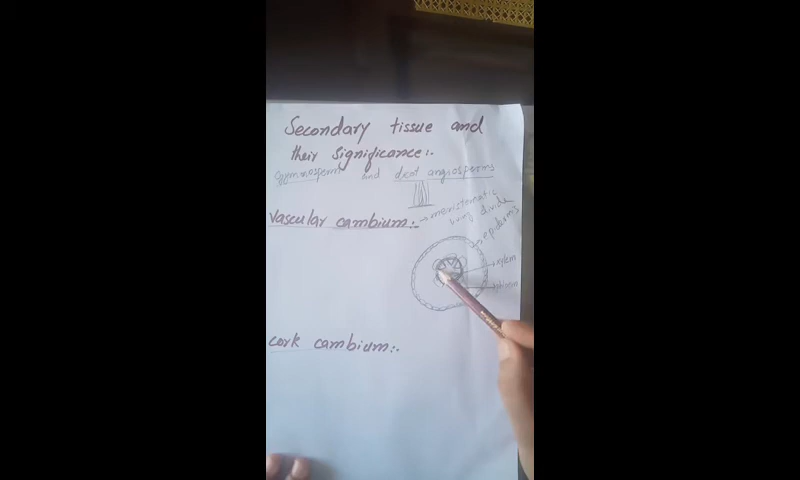 Secondary tissue and
their significance:-
Gymnosperm and dicot angiosperms
Vascular cambium:- → meristematic
living divide
epidermis
xylem
phloem
Cork cambium:-